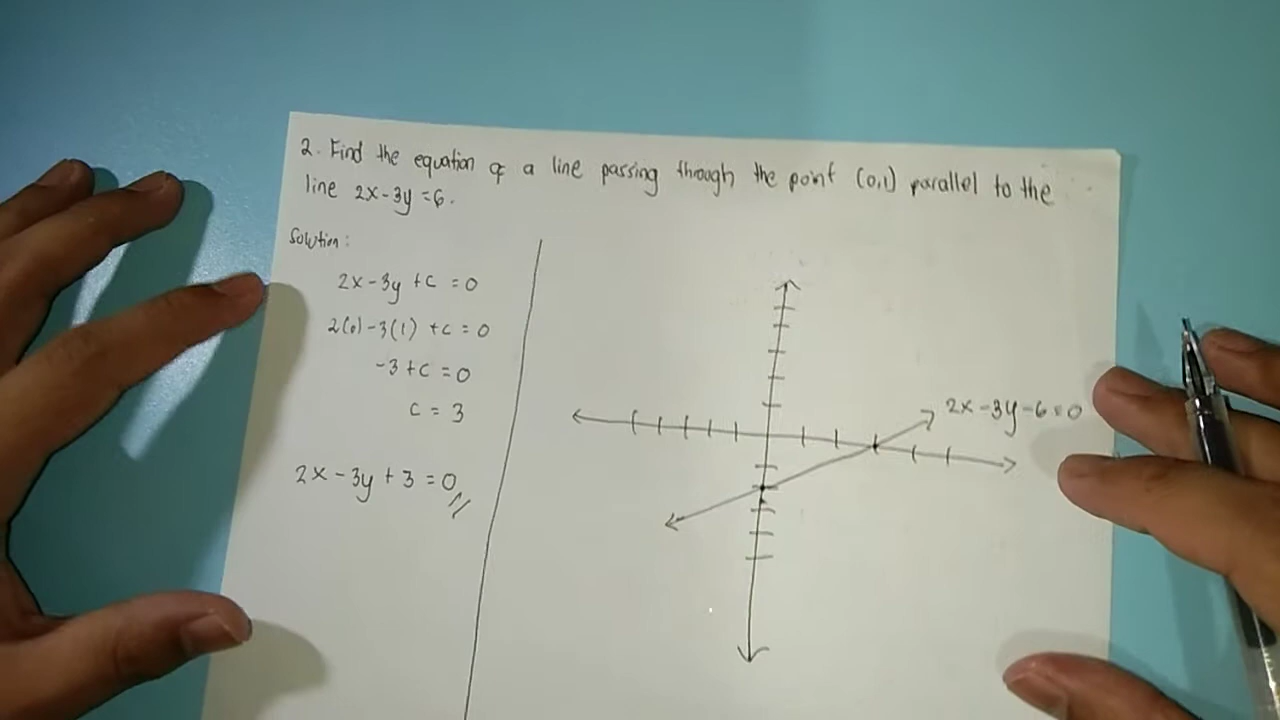 2. Find the equation of a line passing through the point (0,1) parallel to the
line 2x-3y=6.
Solution:
2x-3y+c=0
2(0)-3(1)+c=0
-3+c=0
c=3
2x-3y+3=0
2x-3y-6=0